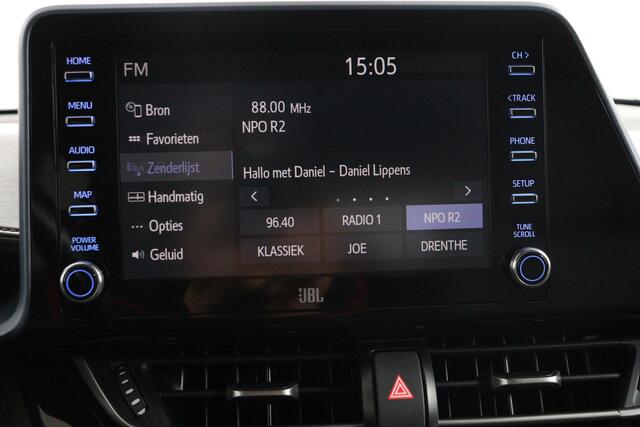 HOME
MENU
AUDIO
MAP
POWER
VOLUME
FM
15:05
Bron
Favorieten
Zenderlijst
Handmatig
Opties
Geluid
88.00 MHz
NPO R2
Hallo met Daniel - Daniel Lippens
96.40 RADIO 1 NPO R2
KLASSIEK JOE DRENTHE
CH >
< TRACK
PHONE
SETUP
TUNE
SCROLL
JBL